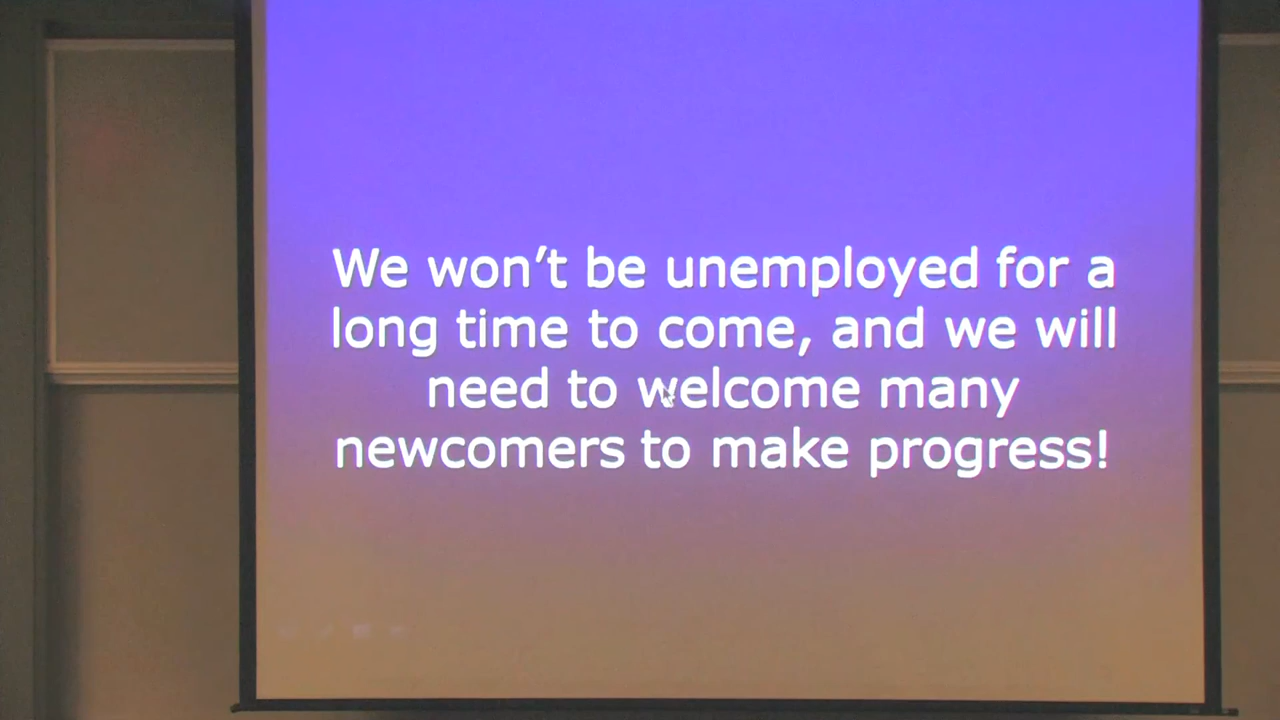 We won’t be unemployed for a
long time to come, and we will
need to welcome many
newcomers to make progress!